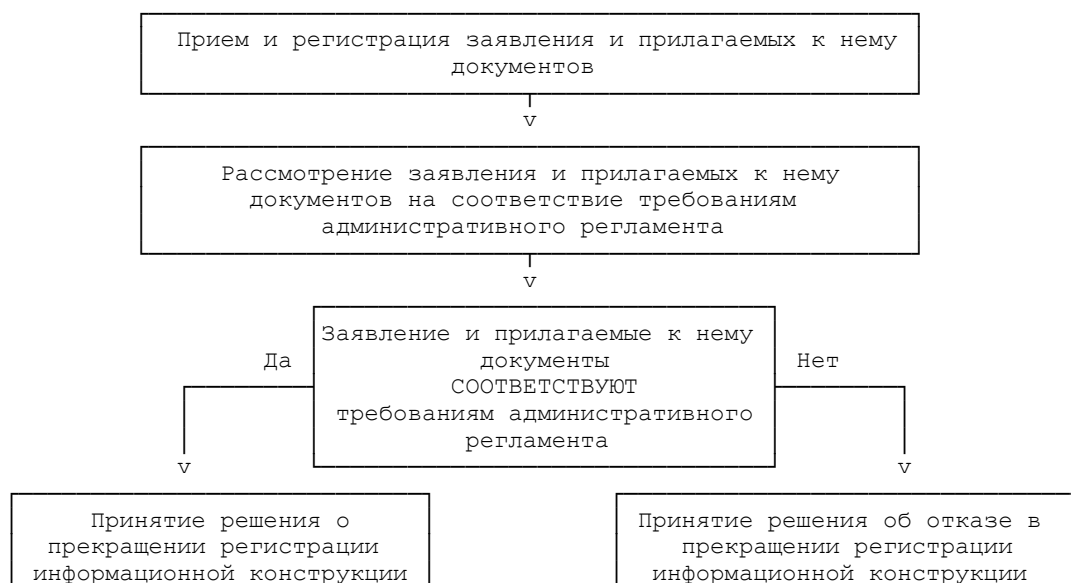 Прием и регистрация заявления и прилагаемых к нему
документов
v
Рассмотрение заявления и прилагаемых к нему
документов на соответствие требованиям
административного регламента
v
Заявление и прилагаемые к нему
Да документы Нет
СООТВЕТСТВУЮТ
требованиям административного
регламента
v v
Принятие решения о
прекращении регистрации
информационной конструкции
Принятие решения об отказе в
прекращении регистрации
информационной конструкции